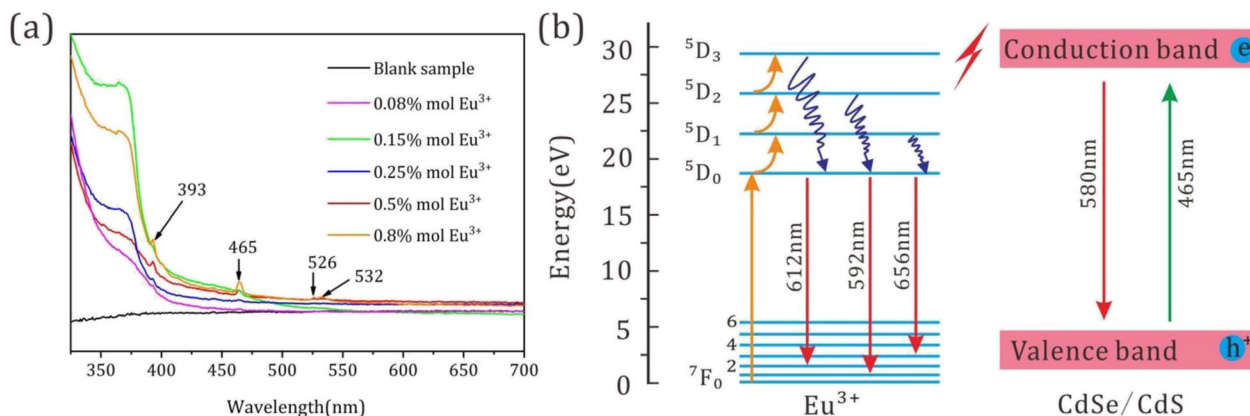 (a)
Blank sample
0.08% mol Eu³⁺
0.15% mol Eu³⁺
0.25% mol Eu³⁺
0.5% mol Eu³⁺
0.8% mol Eu³⁺
393
465
526
532
350 400 450 500 550 600 650 700
Wavelength(nm)
(b)
Energy(eV)
30
25
20
15
10
5
0
⁵D₃
⁵D₂
⁵D₁
⁵D₀
612nm
592nm
656nm
6
4
2
⁷F₀
Eu³⁺
Conduction band e
580nm
465nm
Valence band h⁺
CdSe/CdS